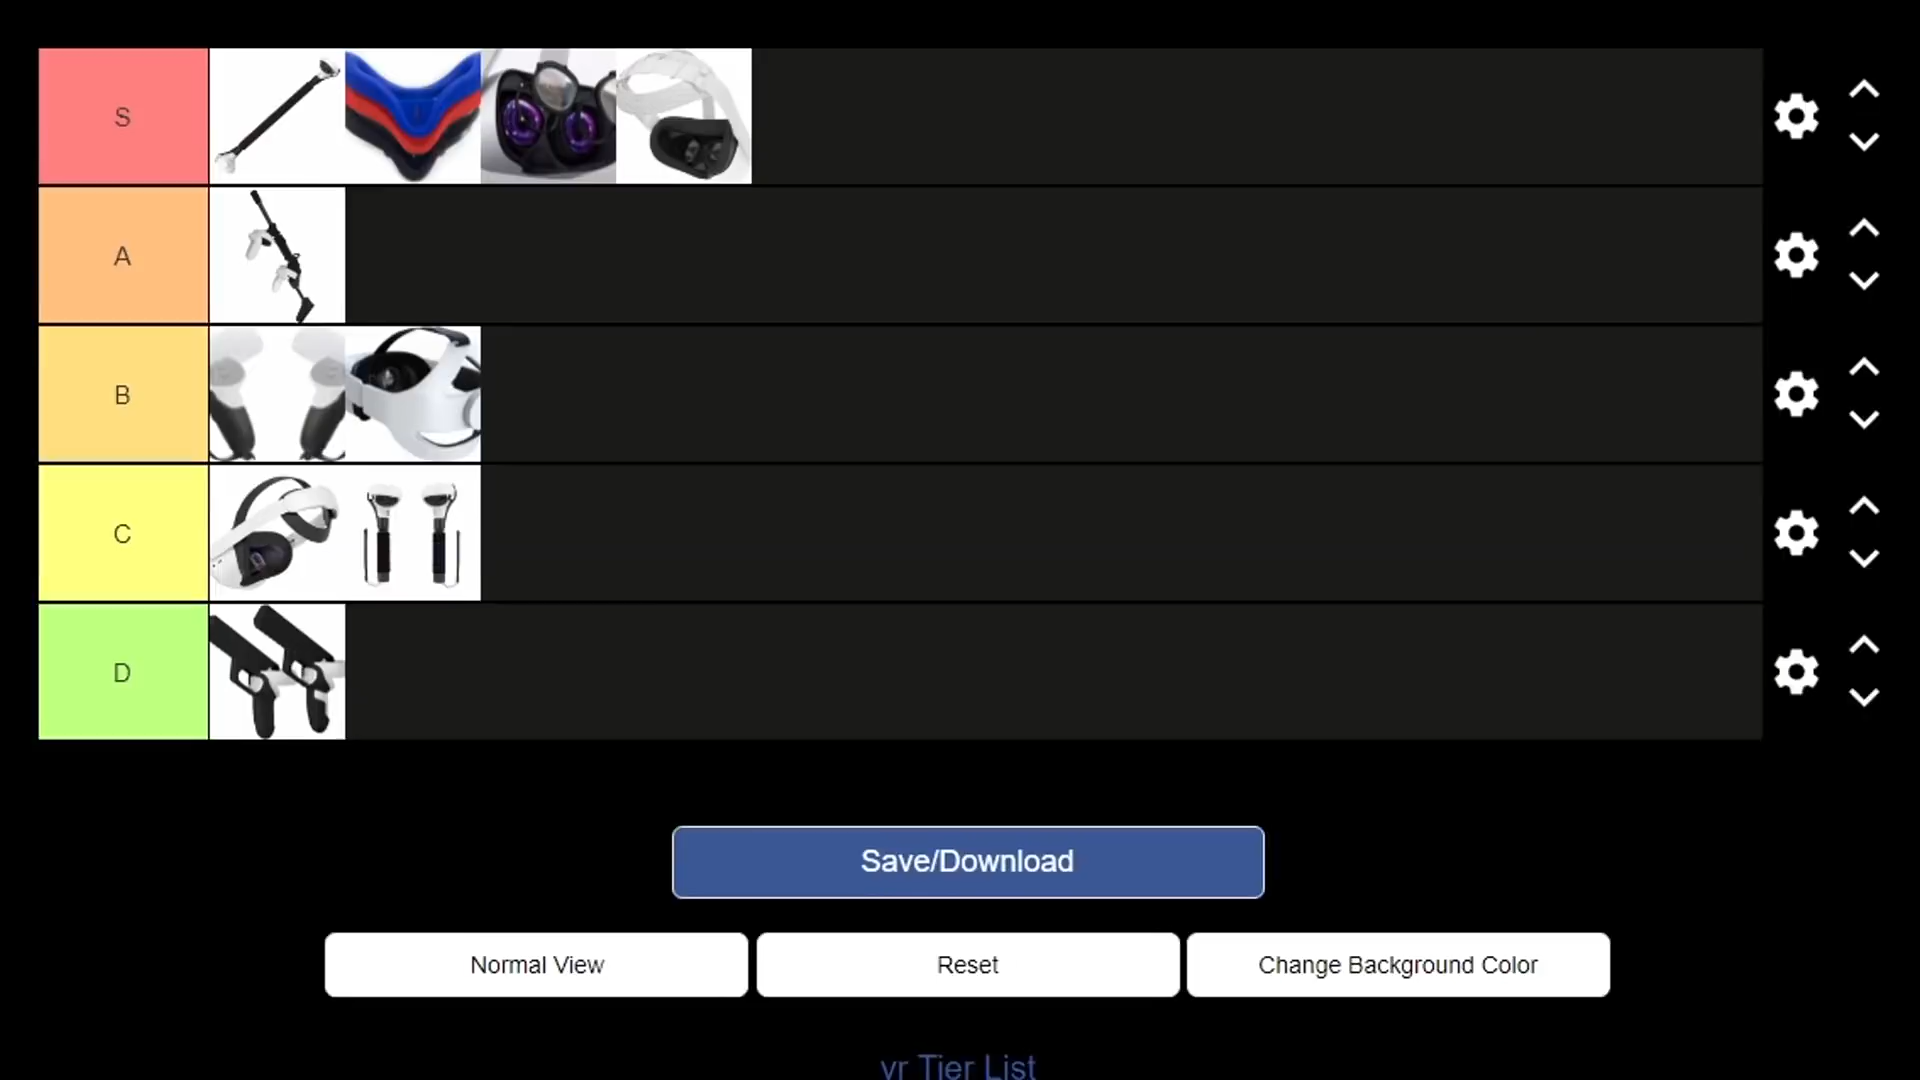 S
A
B
C
D
Save/Download
Normal View
Reset
Change Background Color
vr Tier List